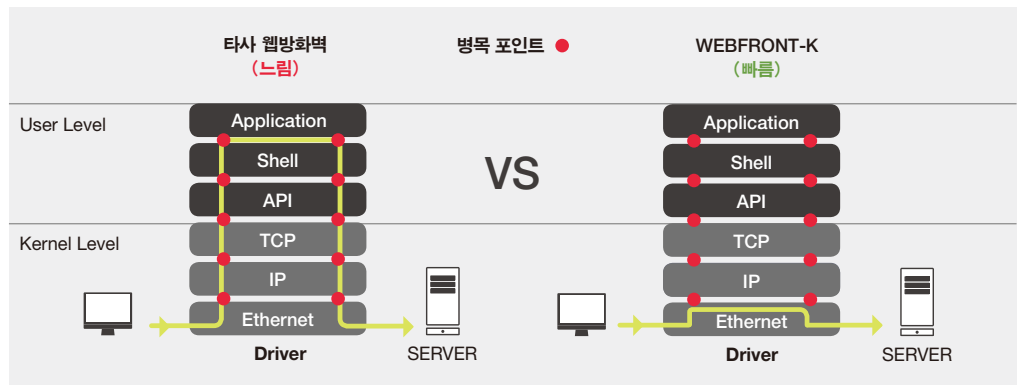 타사 웹방화벽
(느림)
병목 포인트
WEBFRONT-K
(빠름)
User Level
Application
Shell
API
VS
Application
Shell
API
Kernel Level
TCP
IP
Ethernet
Driver
SERVER
TCP
IP
Ethernet
Driver
SERVER